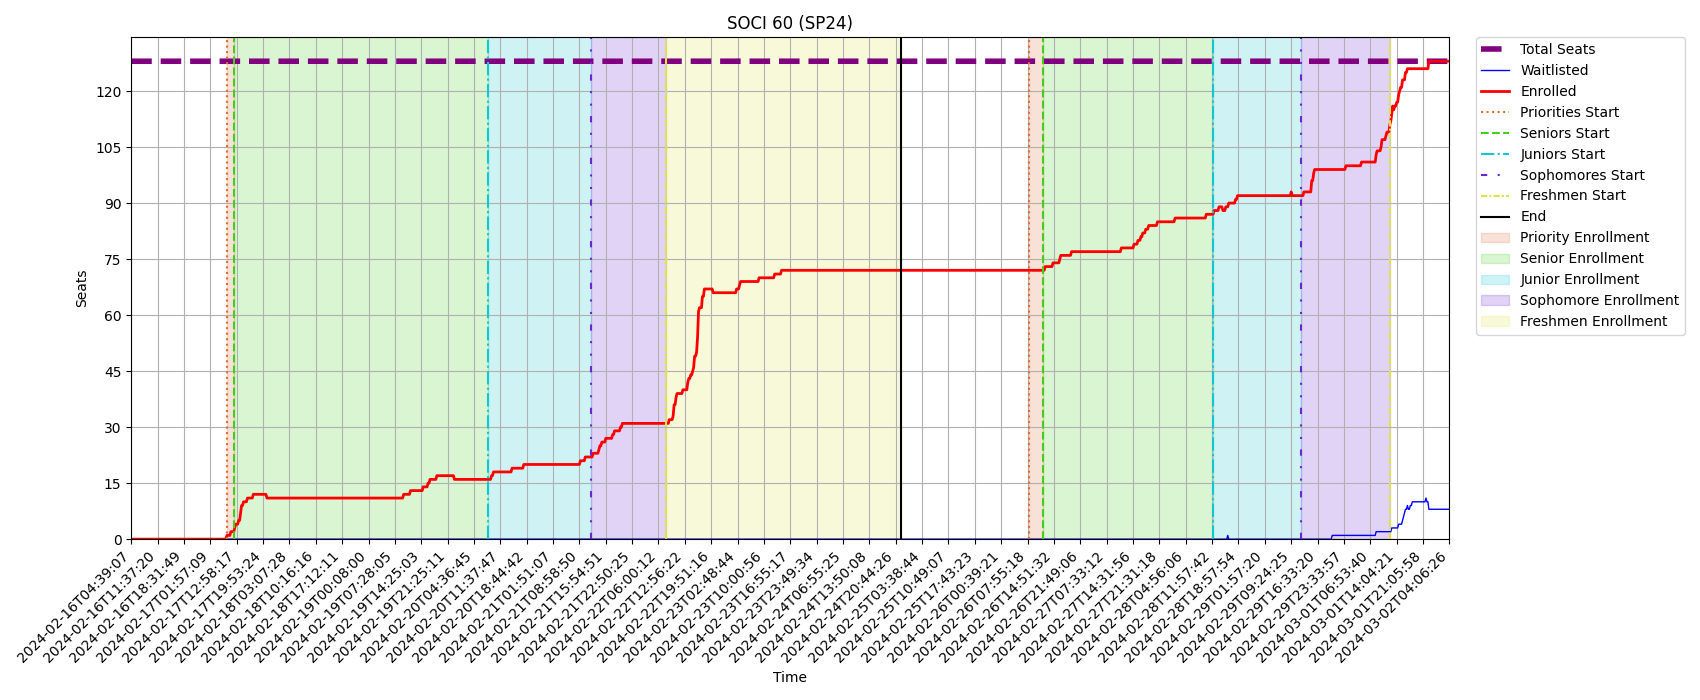 SOCI 60 (SP24)
Seats
120
105
90
75
60
45
30
15
0
2024-02-16T04:39:07
2024-02-16T11:37:20
2024-02-16T18:31:49
2024-02-17T01:57:09
2024-02-17T12:58:17
2024-02-17T19:53:24
2024-02-18T03:07:28
2024-02-18T10:16:16
2024-02-18T17:12:11
2024-02-19T00:08:00
2024-02-19T07:28:05
2024-02-19T14:25:03
2024-02-19T21:25:11
2024-02-20T04:36:45
2024-02-20T11:37:47
2024-02-20T18:44:42
2024-02-21T01:51:07
2024-02-21T08:58:50
2024-02-21T15:54:51
2024-02-21T22:50:25
2024-02-22T06:00:12
2024-02-22T12:56:22
2024-02-22T19:51:16
2024-02-23T02:48:44
2024-02-23T10:00:56
2024-02-23T16:55:17
2024-02-23T23:49:34
2024-02-24T06:55:25
2024-02-24T13:50:08
2024-02-24T20:44:26
2024-02-25T03:38:44
2024-02-25T10:49:07
2024-02-25T17:43:23
2024-02-26T00:39:21
2024-02-26T07:55:18
2024-02-26T14:51:32
2024-02-26T21:49:06
2024-02-27T07:33:12
2024-02-27T14:31:56
2024-02-27T21:31:18
2024-02-28T04:56:06
2024-02-28T11:57:42
2024-02-28T18:57:54
2024-02-29T01:57:20
2024-02-29T09:24:25
2024-02-29T16:33:20
2024-02-29T23:33:57
2024-03-01T06:53:40
2024-03-01T14:04:21
2024-03-01T21:05:58
2024-03-02T04:06:26
Time
Total Seats
Waitlisted
Enrolled
Priorities Start
Seniors Start
Juniors Start
Sophomores Start
Freshmen Start
End
Priority Enrollment
Senior Enrollment
Junior Enrollment
Sophomore Enrollment
Freshmen Enrollment